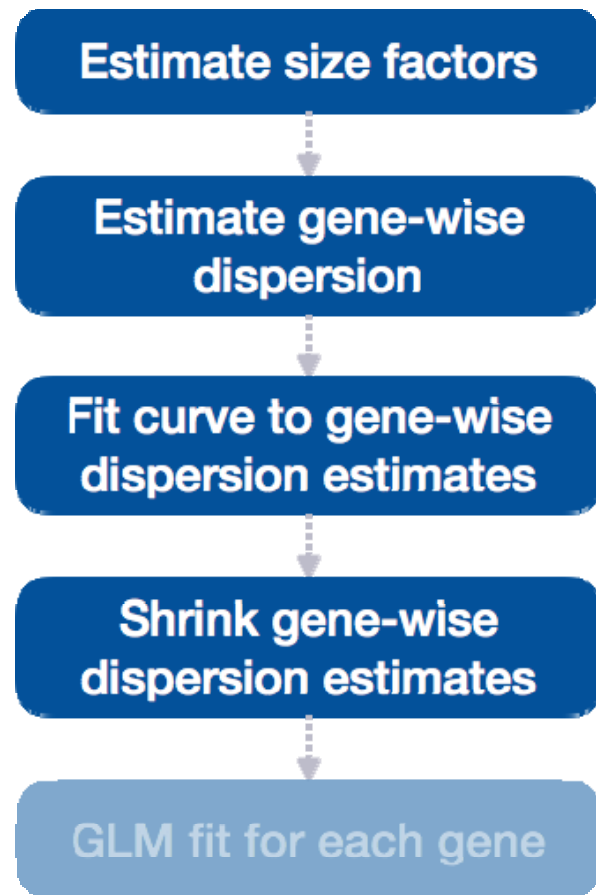 Estimate size factors
Estimate gene-wise
dispersion
Fit curve to gene-wise
dispersion estimates
Shrink gene-wise
dispersion estimates
GLM fit for each gene